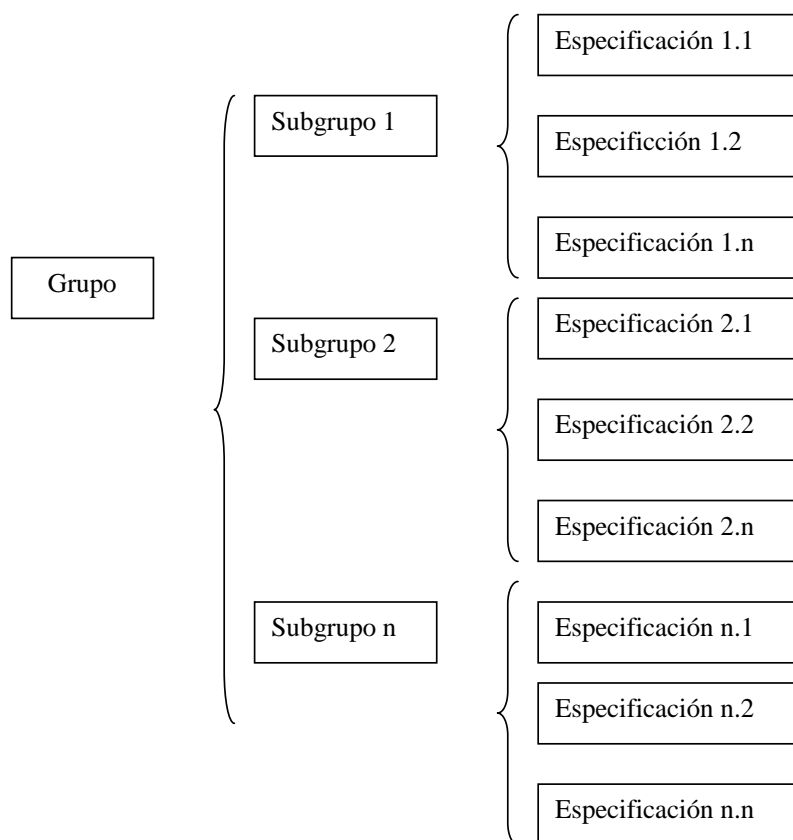 Especificación 1.1
Subgrupo 1
Especificción 1.2
Especificación 1.n
Grupo
Especificación 2.1
Subgrupo 2
Especificación 2.2
Especificación 2.n
Subgrupo n
Especificación n.1
Especificación n.2
Especificación n.n